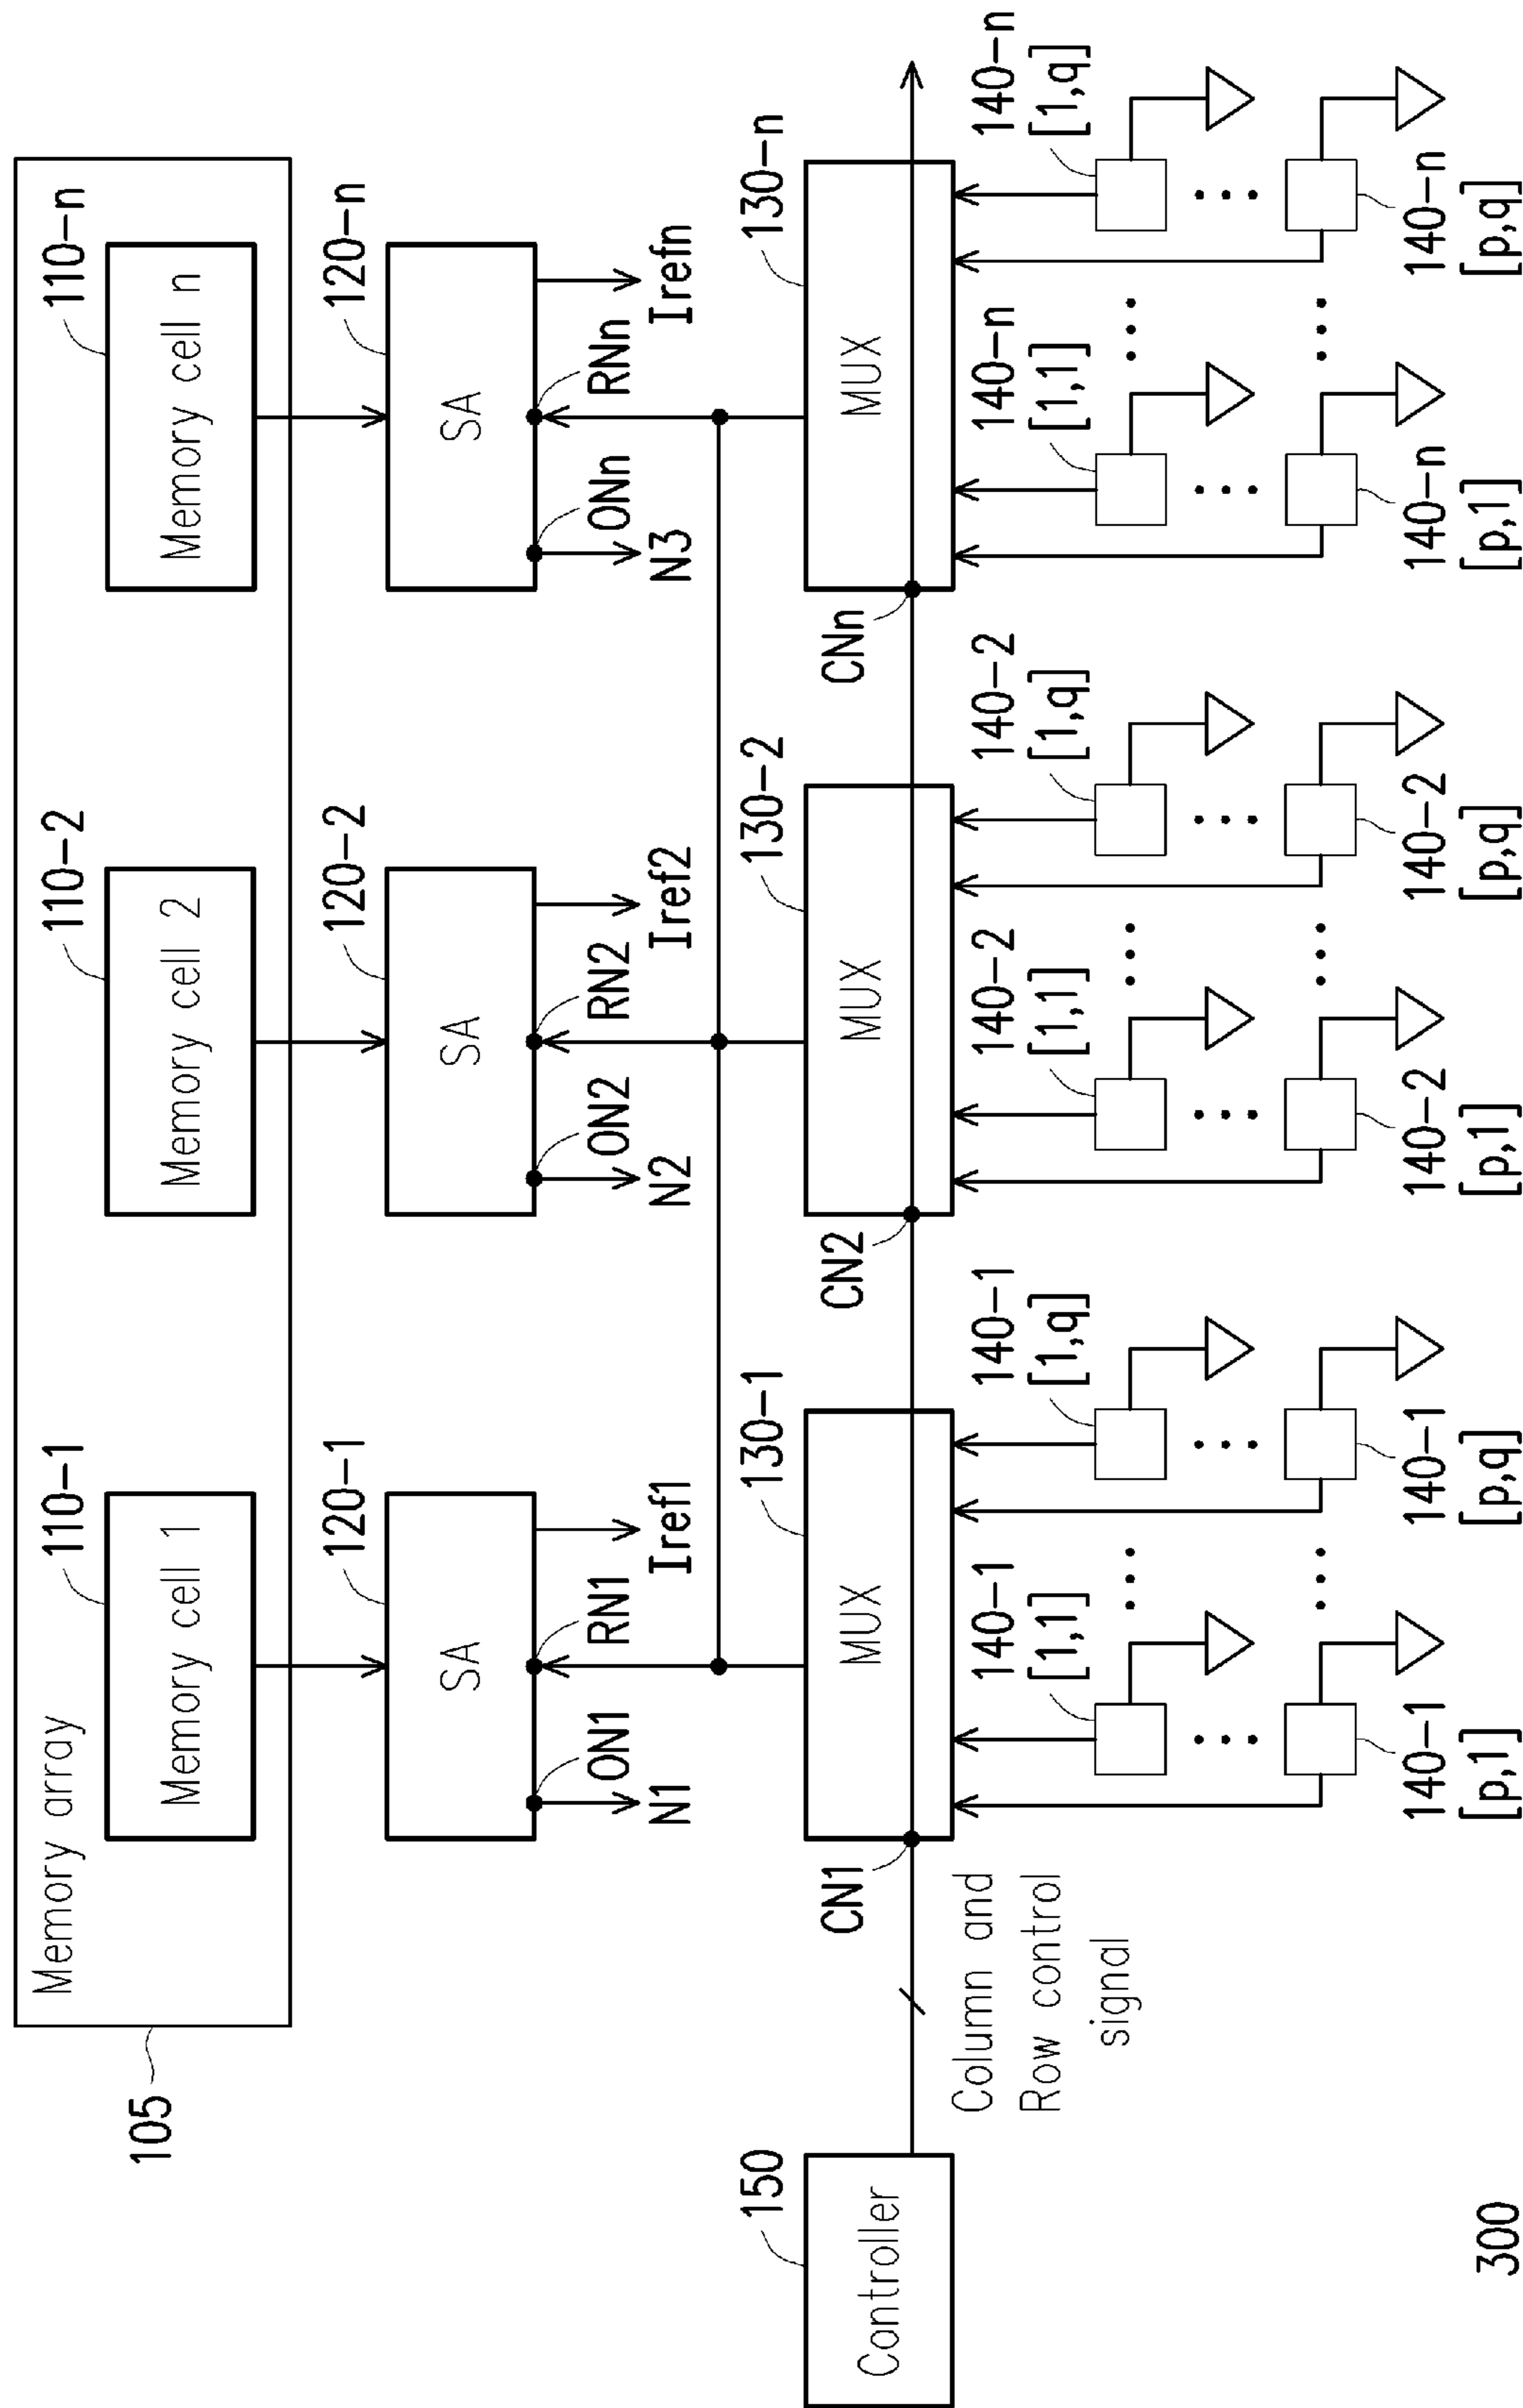 Memory array
105
110-1
Memory cell 1
110-2
Memory cell 2
110-n
Memory cell n
120-1
SA
120-2
SA
120-n
SA
ON1
N1
RN1
Iref1
ON2
N2
RN2
Iref2
ONn
N3
RNn
Irefn
150
Controller
130-1
MUX
130-2
MUX
130-n
MUX
CN1
CN2
CNn
Column and
Row control
signal
140-1
[1,1]
140-1
[1,q]
140-2
[1,1]
140-2
[1,q]
140-n
[1,1]
140-n
[1,q]
140-1
[p,1]
140-1
[p,q]
140-2
[p,1]
140-2
[p,q]
140-n
[p,1]
140-n
[p,q]
300